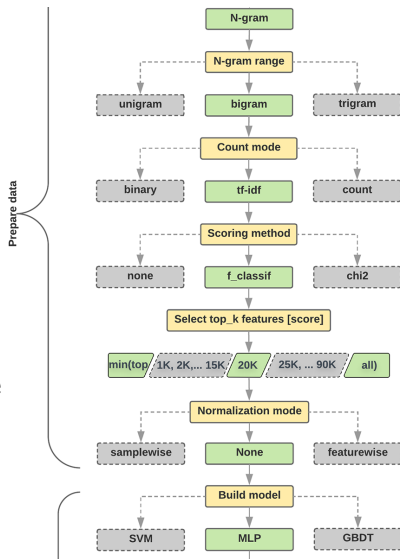 N-gram
N-gram range
unigram
bigram
trigram
Count mode
binary
tf-idf
count
Scoring method
none
f_classif
chi2
Select top_k features [score]
min(top 1K, 2K,... 15K 20K 25K, ... 90K all)
Normalization mode
samplewise
None
featurewise
Build model
SVM
MLP
GBDT
Prepare data